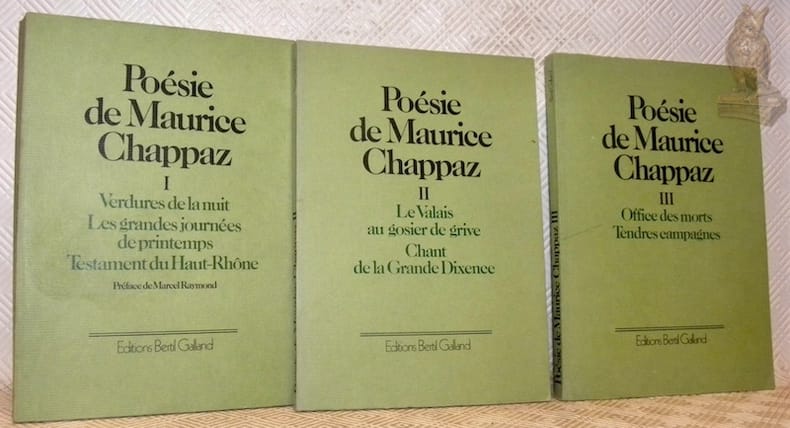 Poésie
de Maurice
Chappaz
I
Verdures de la nuit
Les grandes journées
de printemps
Testament du Haut-Rhône
Préface de Marcel Raymond
Editions Bertil Galland
Poésie
de Maurice
Chappaz
II
Le Valais
au gosier de grive
Chant
de la Grande Dixence
Editions Bertil Galland
Poésie de Maurice Chappaz III
Poésie
de Maurice
Chappaz
III
Office des morts
Tendres campagnes
Editions Bertil Galland